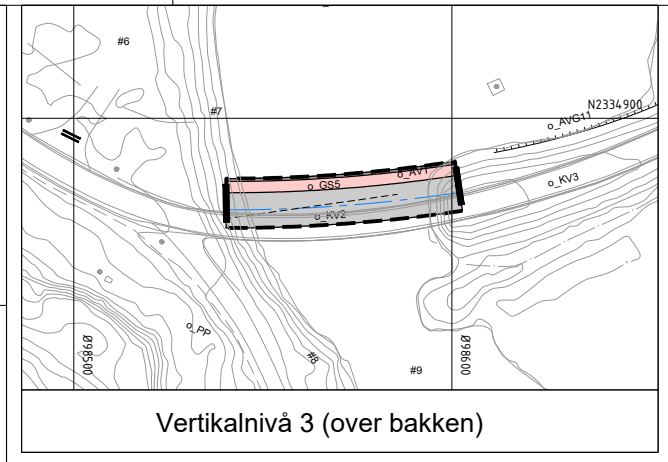 #6
N2334900
o_AVG11
#7
o_AV1
o_GS5
o_KV3
o_KV2
o_PP
#8
#9
Ø98500
Ø98600
Vertikalnivå 3 (over bakken)